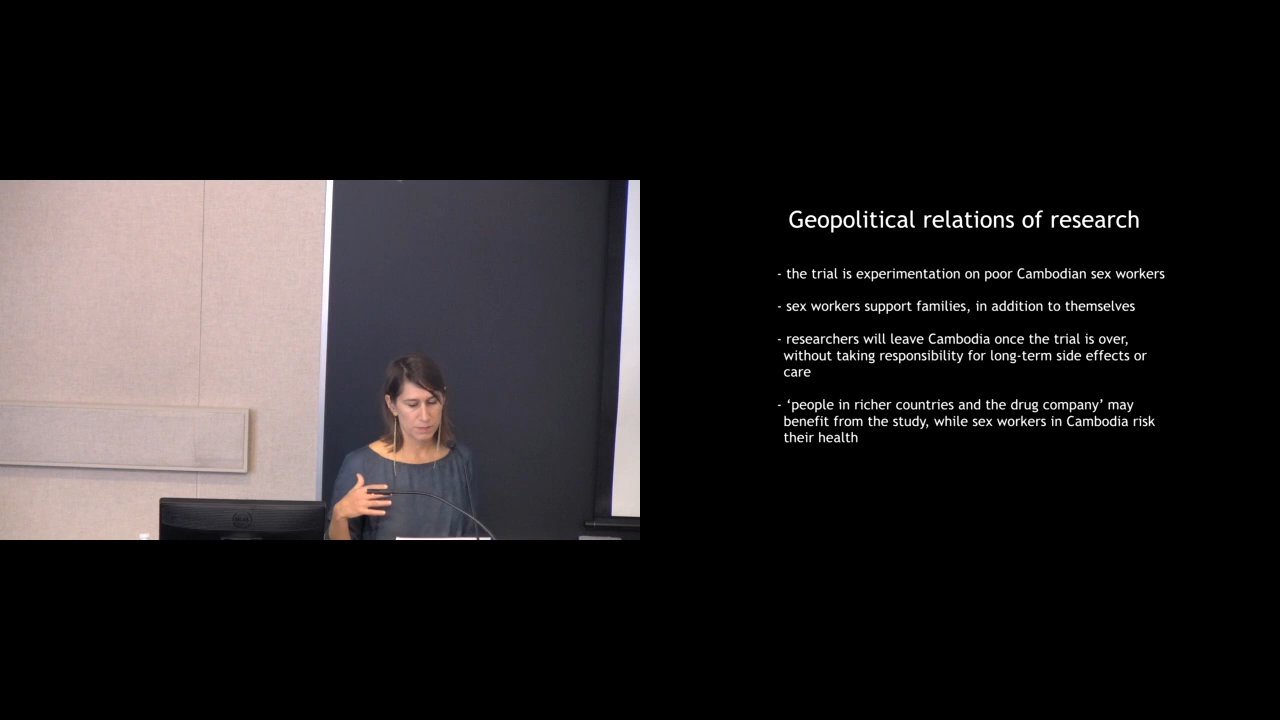 Geopolitical relations of research
- the trial is experimentation on poor Cambodian sex workers
- sex workers support families, in addition to themselves
- researchers will leave Cambodia once the trial is over,
without taking responsibility for long-term side effects or
care
- ‘people in richer countries and the drug company’ may
benefit from the study, while sex workers in Cambodia risk
their health